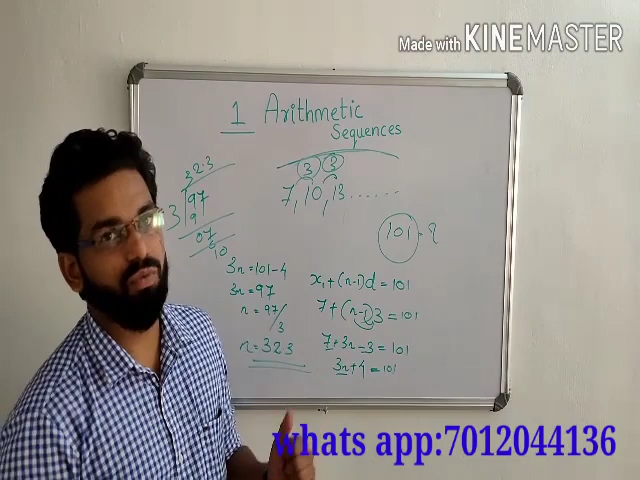 Made with KINEMASTER
1 Arithmetic
Sequences
3 3
7, 10, 13 ......
101 - ?
32.3
3 97
9
07
6
10
3n = 101-4
3n = 97
n = 97/3
n = 323
x₁ + (n-1)d = 101
7 + (n-1)3 = 101
7 + 3n - 3 = 101
3n + 4 = 101
whats app:7012044136